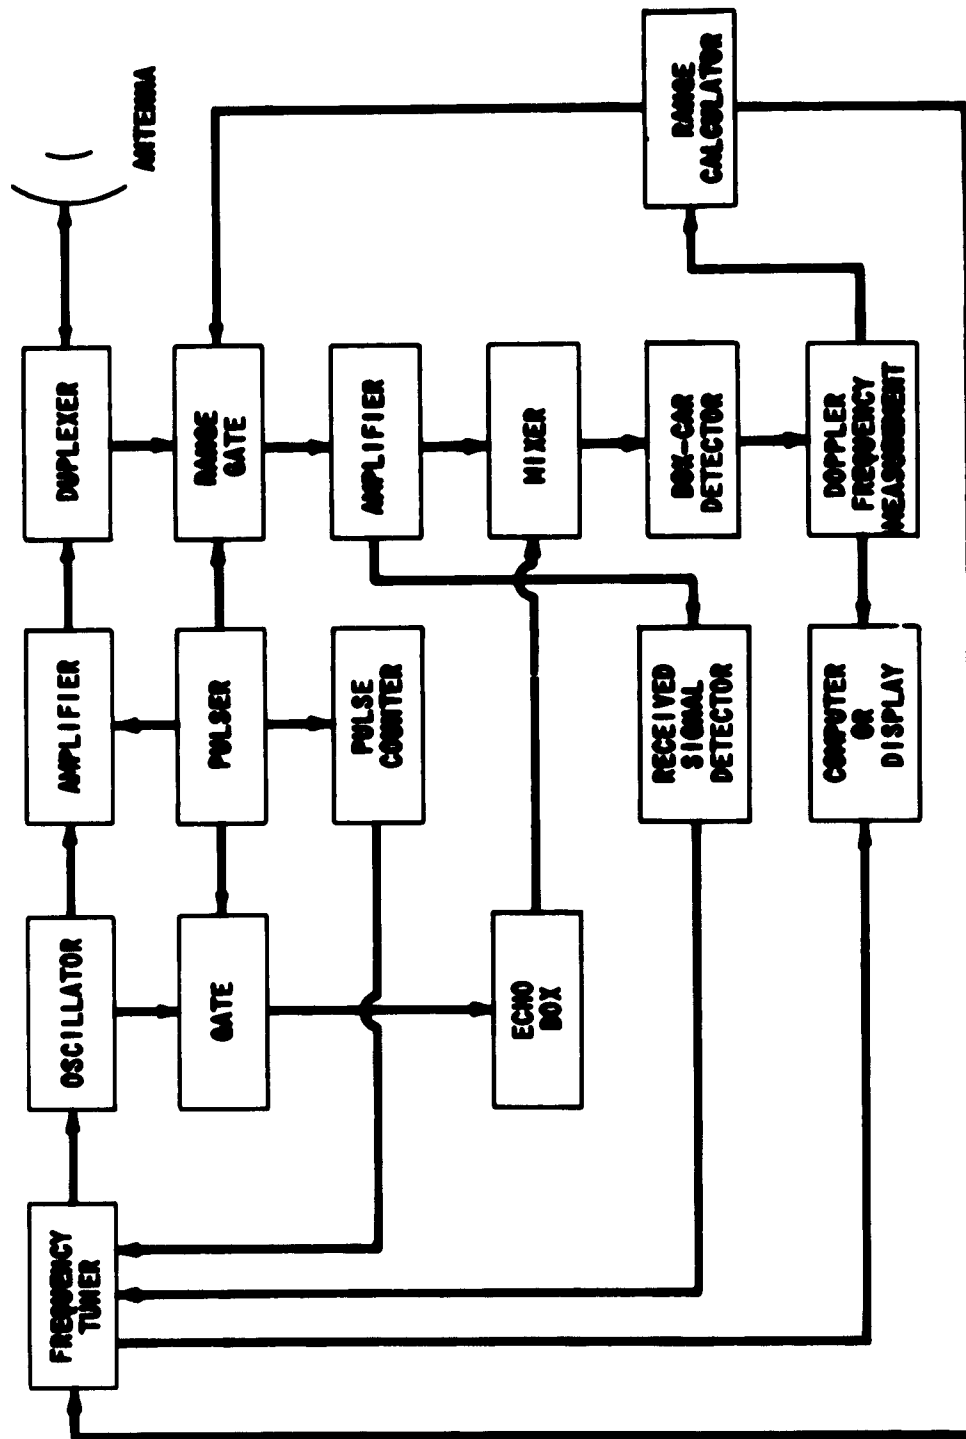 FREQUENCY
TUNER
OSCILLATOR
AMPLIFIER
DUPLEXER
ANTENNA
GATE
PULSER
RANGE
GATE
PULSE
COUNTER
AMPLIFIER
ECHO
BOX
MIXER
RECEIVED
SIGNAL
DETECTOR
BOX-CAR
DETECTOR
RANGE
CALCULATOR
COMPUTER
OR
DISPLAY
DOPPLER
FREQUENCY
MEASUREMENT